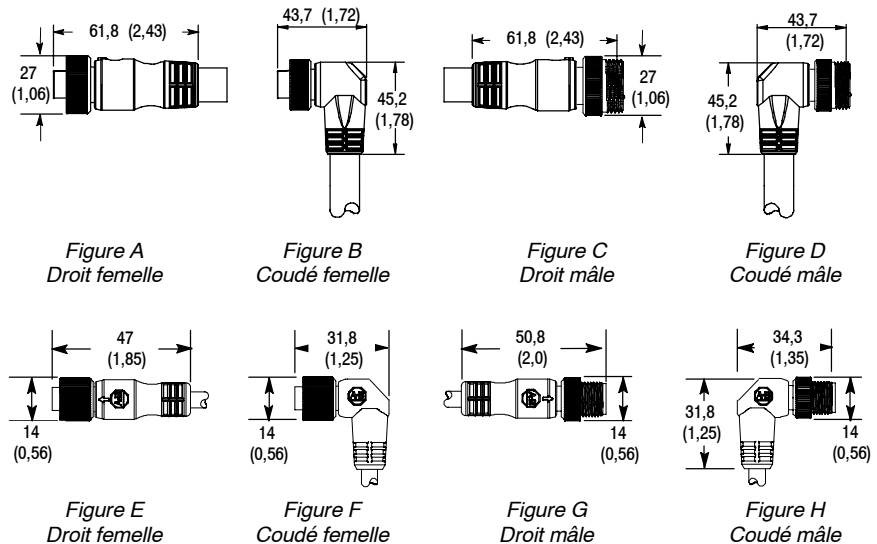 61,8 (2,43)
27
(1,06)
43,7 (1,72)
45,2
(1,78)
61,8 (2,43)
27
(1,06)
43,7
(1,72)
45,2
(1,78)
Figure A
Droit femelle
Figure B
Coudé femelle
Figure C
Droit mâle
Figure D
Coudé mâle
47
(1,85)
14
(0,56)
31,8
(1,25)
14
(0,56)
50,8
(2,0)
14
(0,56)
34,3
(1,35)
31,8
(1,25)
14
(0,56)
Figure E
Droit femelle
Figure F
Coudé femelle
Figure G
Droit mâle
Figure H
Coudé mâle